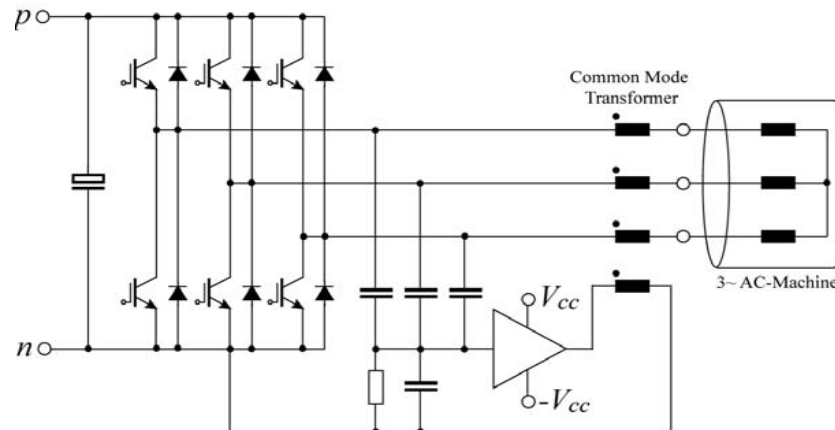 p
Common Mode
Transformer
3~ AC-Machine
Vcc
n
-Vcc